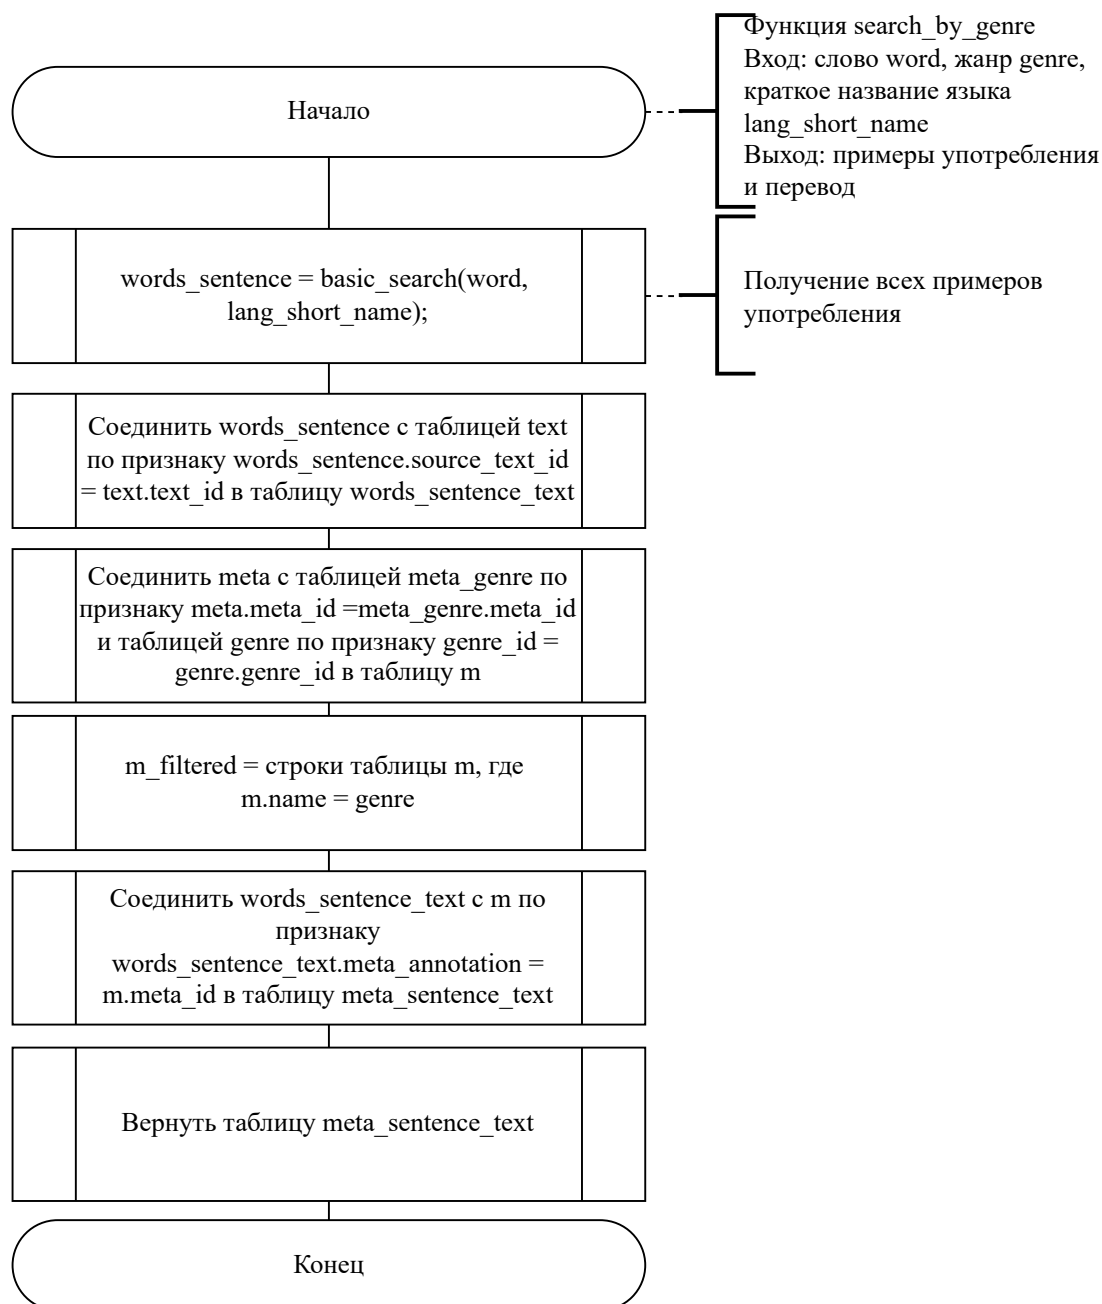 Функция search_by_genre
Вход: слово word, жанр genre,
краткое название языка
lang_short_name
Выход: примеры употребления
и перевод
Начало
words_sentence = basic_search(word,
lang_short_name);
Получение всех примеров
употребления
Соединить words_sentence с таблицей text
по признаку words_sentence.source_text_id
= text.text_id в таблицу words_sentence_text
Соединить meta с таблицей meta_genre по
признаку meta.meta_id =meta_genre.meta_id
и таблицей genre по признаку genre_id =
genre.genre_id в таблицу m
m_filtered = строки таблицы m, где
m.name = genre
Соединить words_sentence_text с m по
признаку
words_sentence_text.meta_annotation =
m.meta_id в таблицу meta_sentence_text
Вернуть таблицу meta_sentence_text
Конец